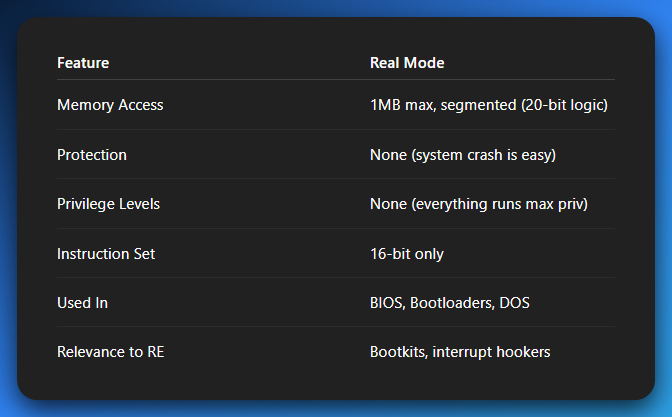 Feature Real Mode
Memory Access 1MB max, segmented (20-bit logic)
Protection None (system crash is easy)
Privilege Levels None (everything runs max priv)
Instruction Set 16-bit only
Used In BIOS, Bootloaders, DOS
Relevance to RE Bootkits, interrupt hookers